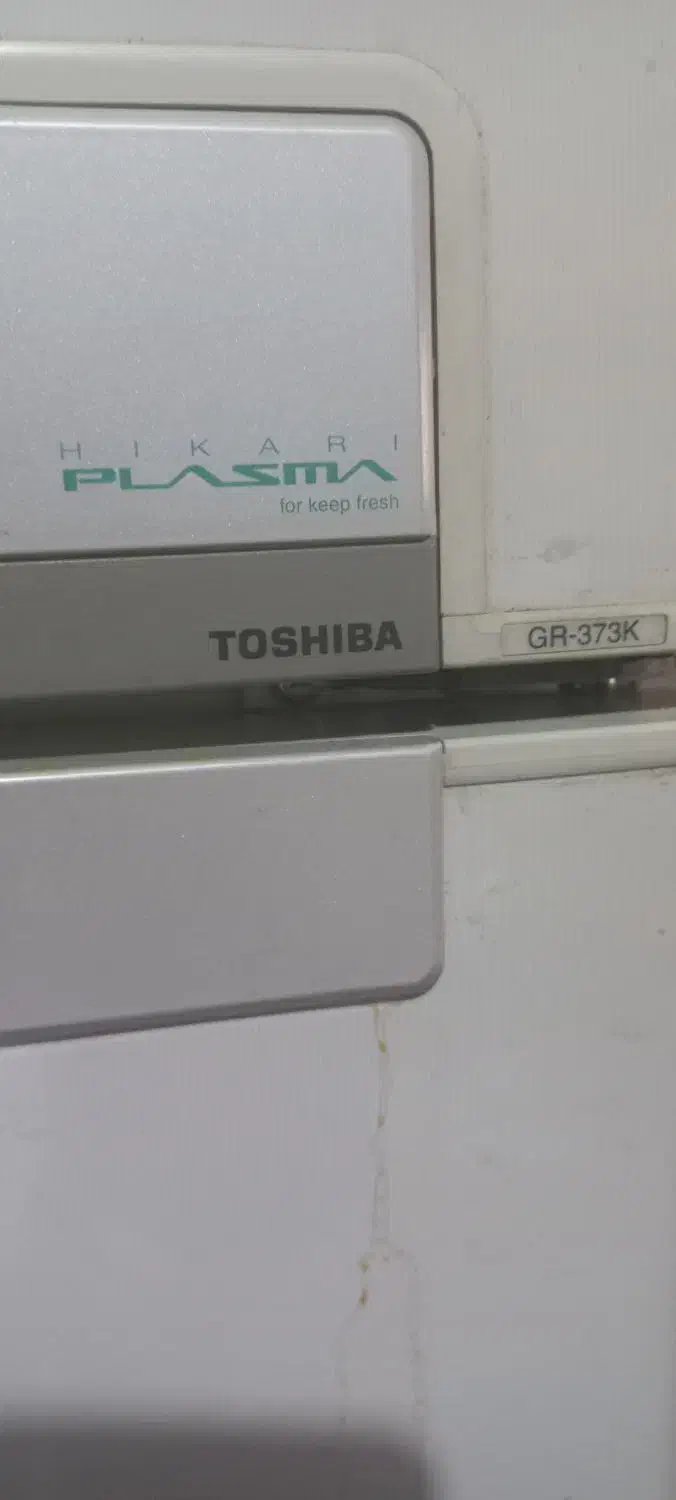 HIKARI
PLASMA
for keep fresh
TOSHIBA
GR-373K